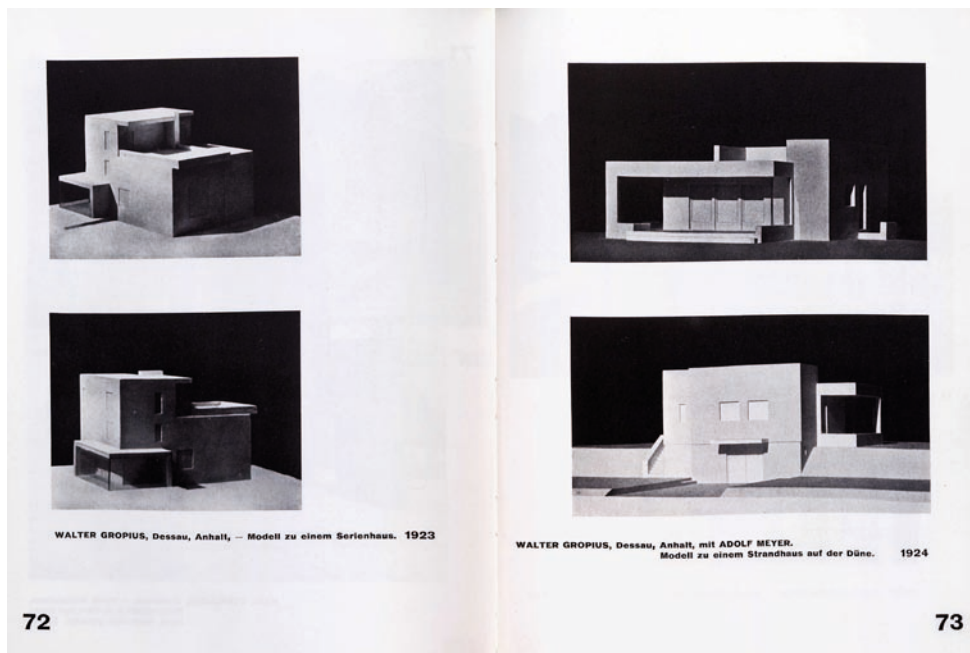 WALTER GROPIUS, Dessau, Anhalt, — Modell zu einem Serienhaus. 1923
72
WALTER GROPIUS, Dessau, Anhalt, mit ADOLF MEYER.
Modell zu einem Strandhaus auf der Düne. 1924
73